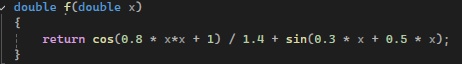 double f(double x)
{
    return cos(0.8 * x*x + 1) / 1.4 + sin(0.3 * x + 0.5 * x);
}